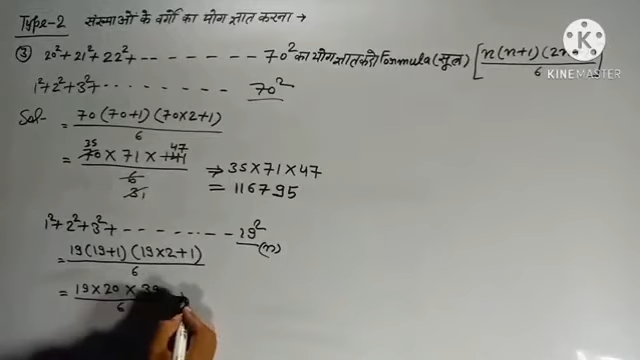 Type-2 संख्याओं के वर्गों का योग ज्ञात करना →
③ 20²+21²+22²+ - - - - - - - - - 70² का योग ज्ञात करो Formula (सूत्र) [n(n+1)(2n
6
1²+2²+3²+ - - - - - - - - 70²
KINEMASTER
Sol- = 70(70+1)(70×2+1)
6
35 47
= 70 × 71 × 141 ⇒ 35×71×47
6
3 1 = 116795
1²+2²+3²+ - - - - - - - - 19² (n)
= 19(19+1)(19×2+1)
6
= 19×20×39
6